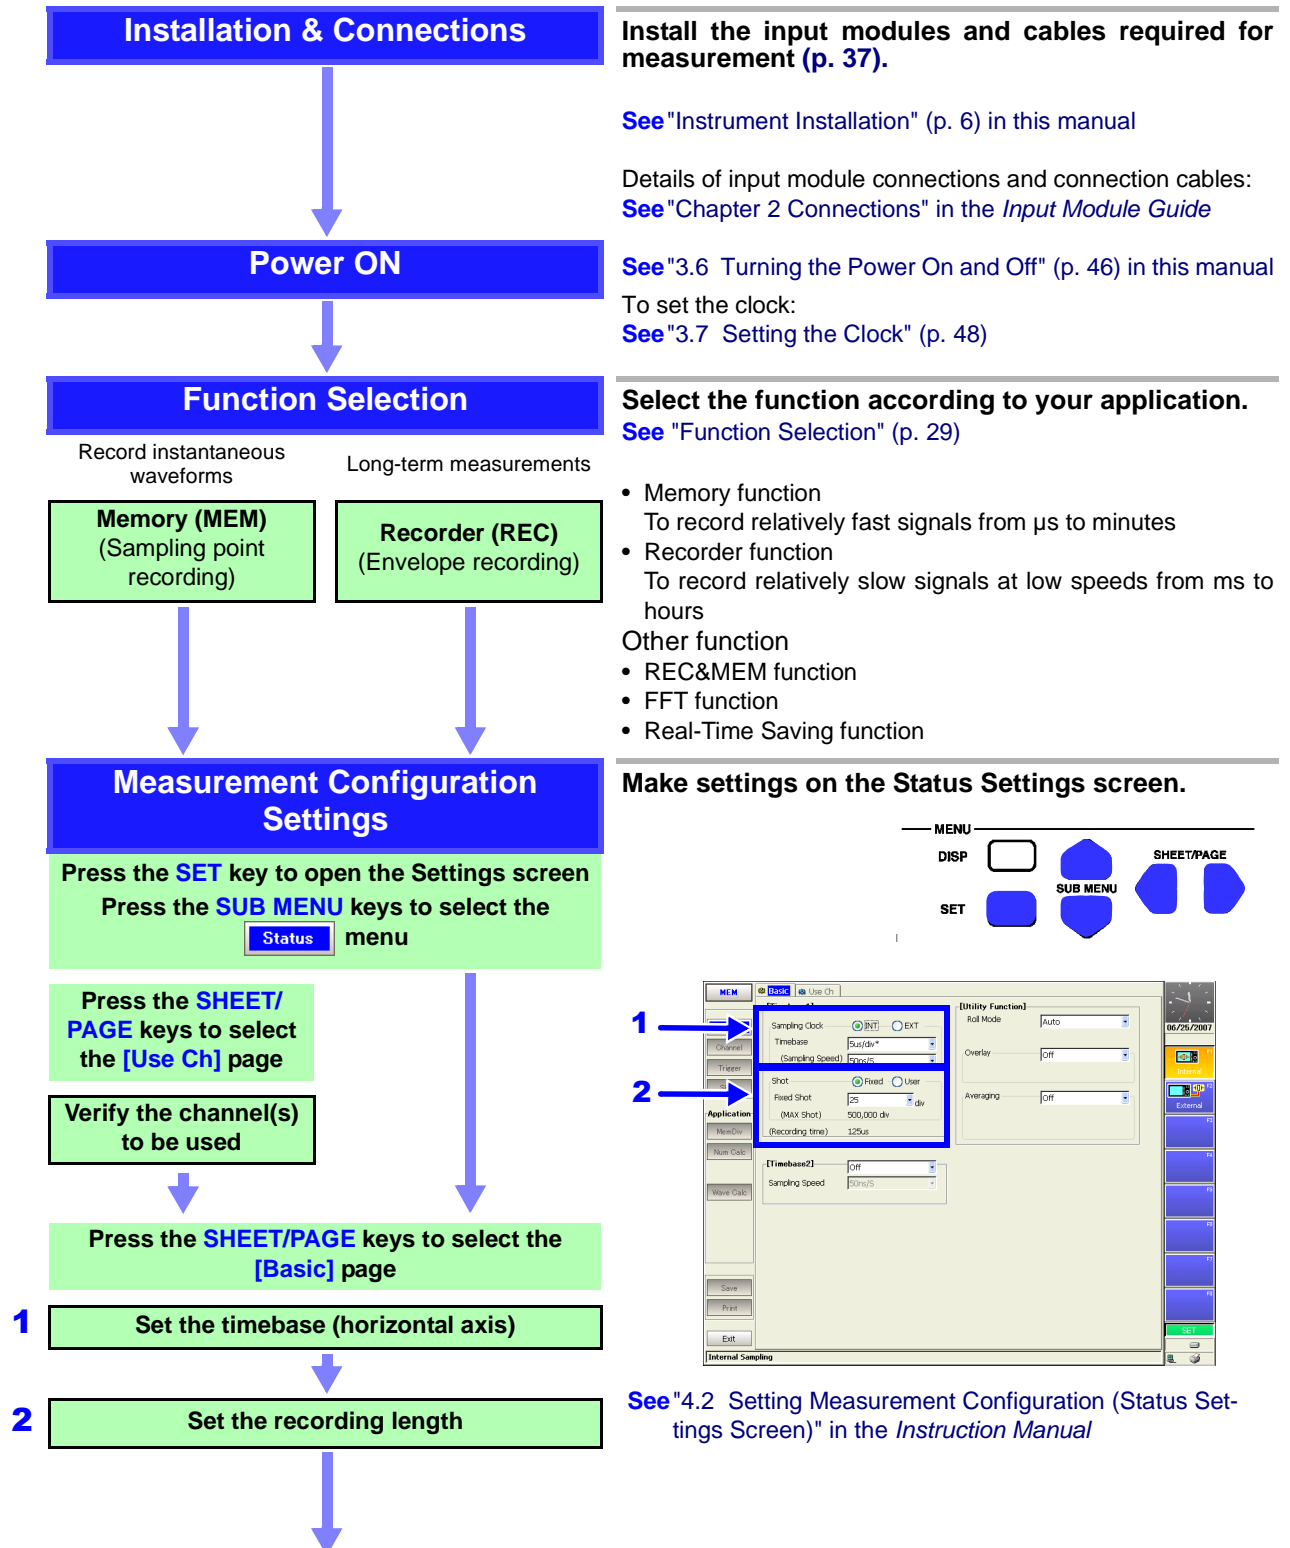 Installation & Connections
Install the input modules and cables required for
measurement (p. 37).
See "Instrument Installation" (p. 6) in this manual
Details of input module connections and connection cables:
See "Chapter 2 Connections" in the Input Module Guide
Power ON
See "3.6 Turning the Power On and Off" (p. 46) in this manual
To set the clock:
See "3.7 Setting the Clock" (p. 48)
Function Selection
Record instantaneous
waveforms
Long-term measurements
Memory (MEM)
(Sampling point
recording)
Recorder (REC)
(Envelope recording)
Select the function according to your application.
See "Function Selection" (p. 29)
• Memory function
To record relatively fast signals from µs to minutes
• Recorder function
To record relatively slow signals at low speeds from ms to
hours
Other function
• REC&MEM function
• FFT function
• Real-Time Saving function
Measurement Configuration
Settings
Press the SET key to open the Settings screen
Press the SUB MENU keys to select the
Status menu
Press the SHEET/
PAGE keys to select
the [Use Ch] page
Verify the channel(s)
to be used
Press the SHEET/PAGE keys to select the
[Basic] page
1 Set the timebase (horizontal axis)
2 Set the recording length
Make settings on the Status Settings screen.
MENU
DISP
SHEET/PAGE
SUB MENU
SET
MEM
Basic
Use Ch
1
2
Sampling Clock INT EXT
Timebase 5us/div*
(Sampling Speed) 50ns/S
Shot Fixed User
Fixed Shot 25 div
(MAX Shot) 500,000 div
(Recording time) 125us
[Timebase2] Off
Sampling Speed 50ns/S
[Utility Function]
Roll Mode Auto
Overlay Off
Averaging Off
Channel
Trigger
Application
MemDiv
Num Calc
Wave Calc
Save
Print
Exit
Internal Sampling
06/25/2007
Internal
F2
External
F3
F4
F5
F6
F7
F8
SET
See "4.2 Setting Measurement Configuration (Status Set-
tings Screen)" in the Instruction Manual